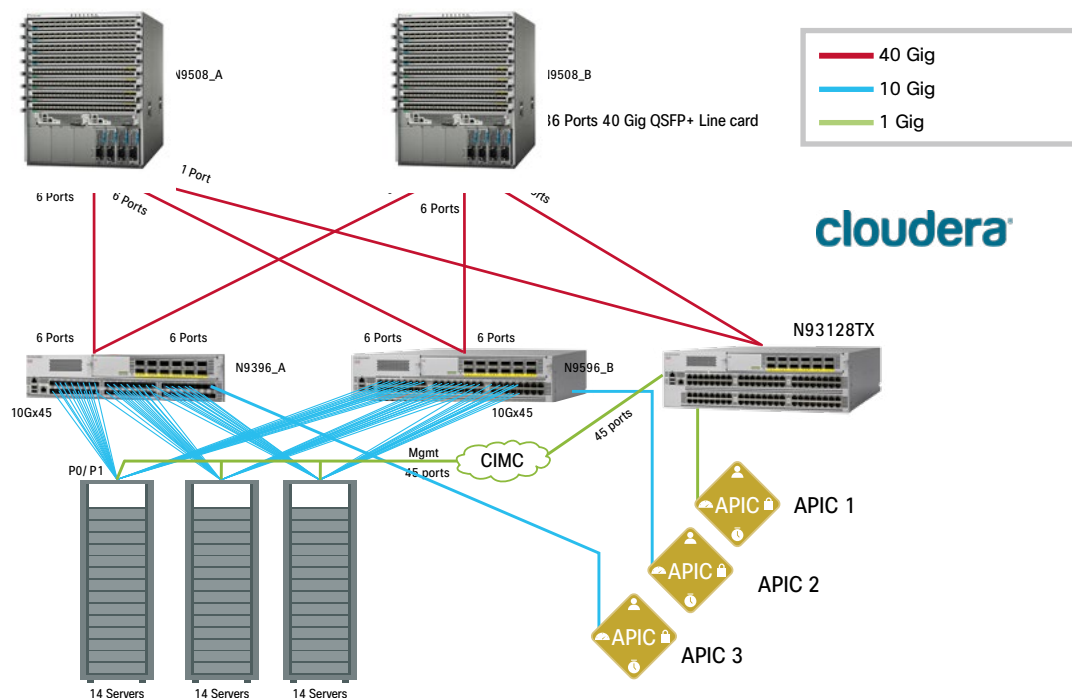 N9508_A
N9508_B
36 Ports 40 Gig QSFP+ Line card
40 Gig
10 Gig
1 Gig
cloudera
1 Port
6 Ports
6 Ports
6 Ports
6 Ports
6 Ports
6 Ports
6 Ports
N93128TX
N9396_A
N9596_B
10Gx45
10Gx45
45 ports
Mgmt
45 ports
CIMC
P0/ P1
APIC
APIC 1
APIC
APIC 2
APIC
APIC 3
14 Servers
14 Servers
14 Servers